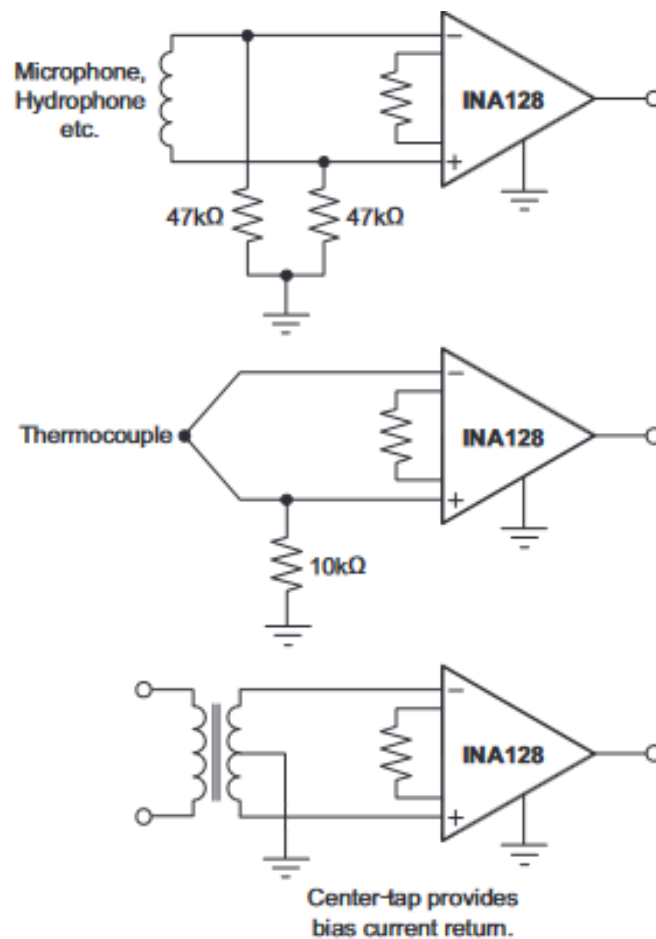 Microphone,
Hydrophone
etc.
INA128
47kΩ
47kΩ
Thermocouple
INA128
10kΩ
INA128
Center-tap provides
bias current return.